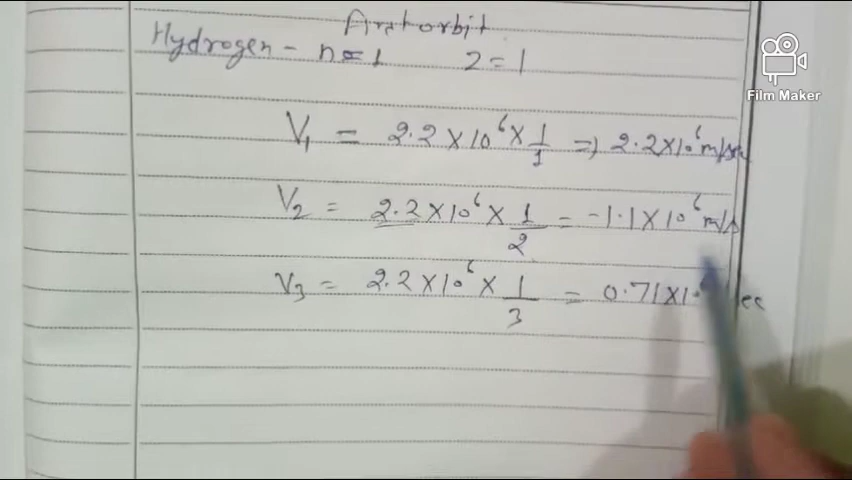 First orbit
Hydrogen - n = 1 Z = 1
Film Maker
V₁ = 2.2 × 10⁶ × 1/1 ⇒ 2.2 × 10⁶ m/sec
V₂ = 2.2 × 10⁶ × 1/2 = -1.1 × 10⁶ m/s
V₃ = 2.2 × 10⁶ × 1/3 = 0.71 × 10⁶ ec